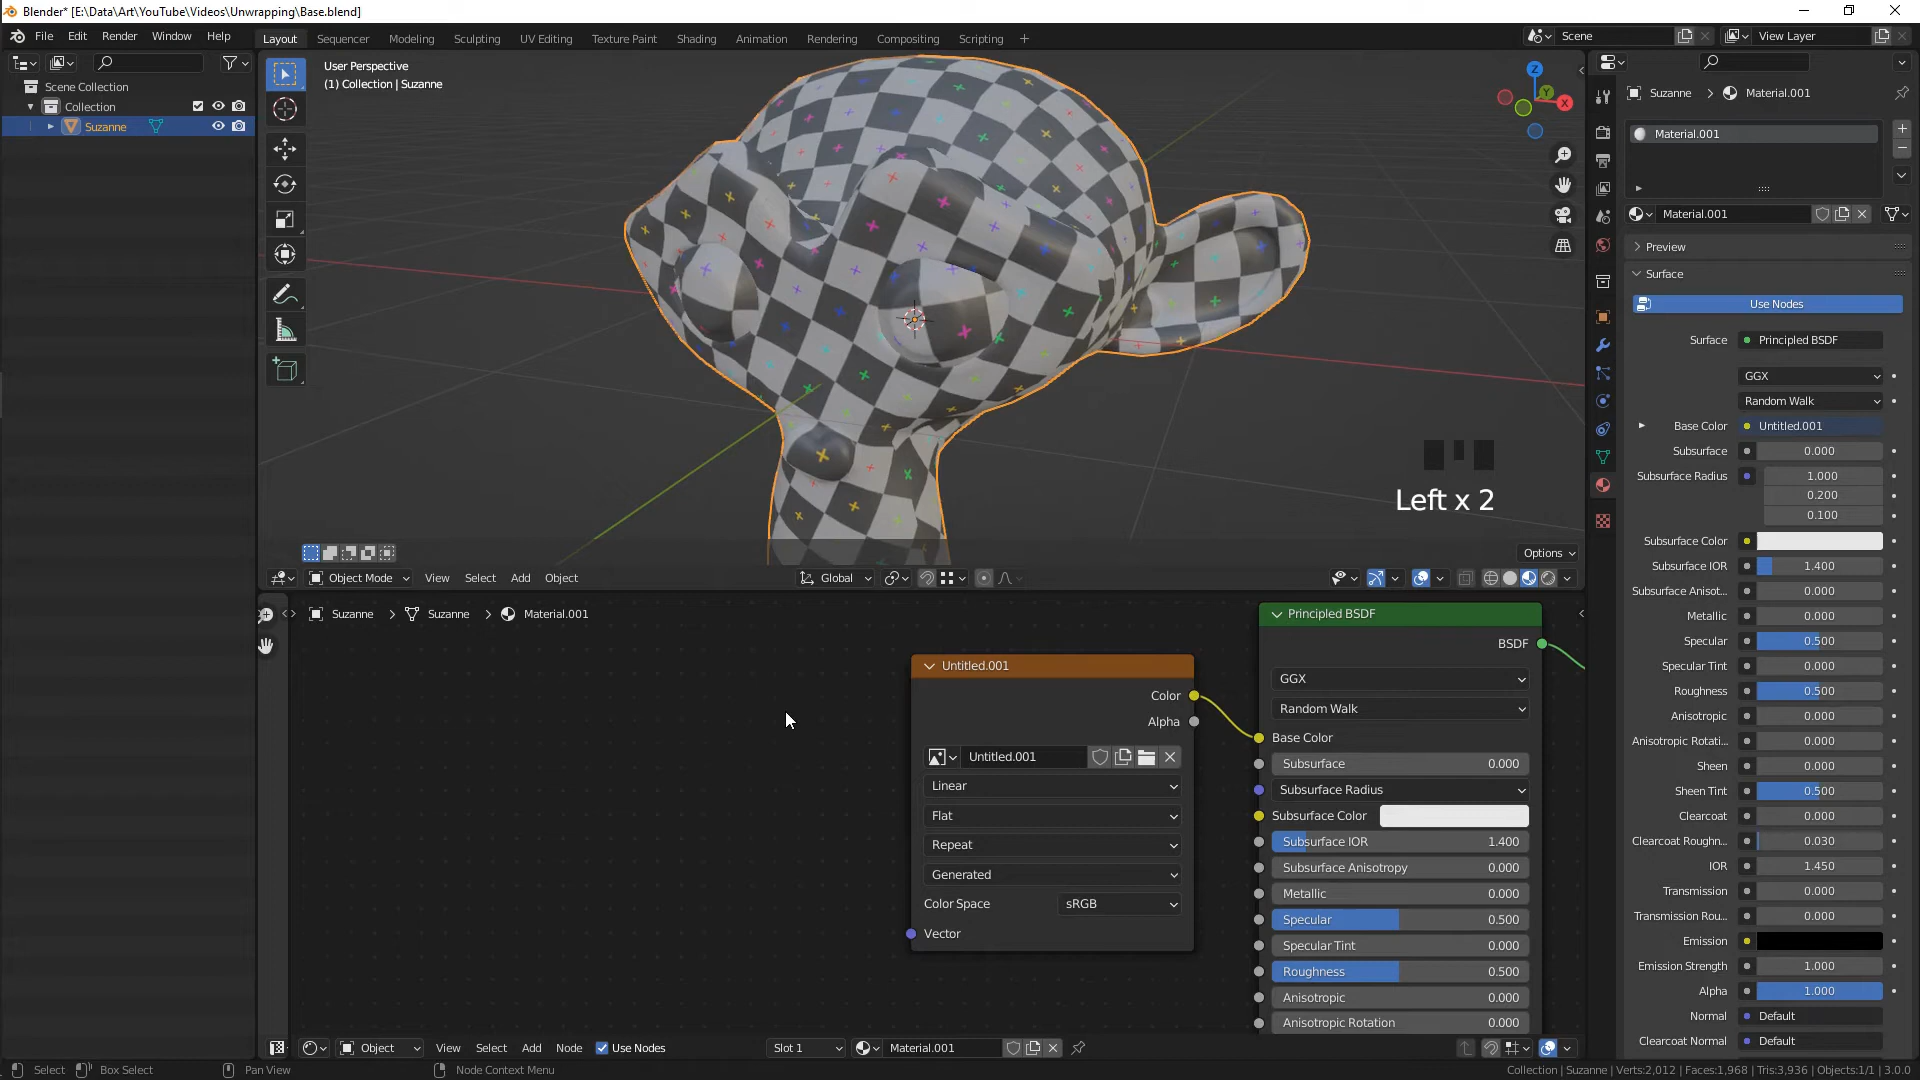 Blender* [E:\Data\Art\YouTube\Videos\Unwrapping\Base.blend]
File Edit Render Window Help
Layout Sequencer Modeling Sculpting UV Editing Texture Paint Shading Animation Rendering Compositing Scripting +
Scene
View Layer
Scene Collection
Collection
Suzanne
User Perspective
(1) Collection | Suzanne
Z
Y
X
Left x 2
Options
Object Mode View Select Add Object
Global
Suzanne > Suzanne > Material.001
Untitled.001
Color
Alpha
Untitled.001
Linear
Flat
Repeat
Generated
Color Space sRGB
Vector
Principled BSDF
BSDF
GGX
Random Walk
Base Color
Subsurface 0.000
Subsurface Radius
Subsurface Color
Subsurface IOR 1.400
Subsurface Anisotropy 0.000
Metallic 0.000
Specular 0.500
Specular Tint 0.000
Roughness 0.500
Anisotropic 0.000
Anisotropic Rotation 0.000
Object View Select Add Node Use Nodes Slot 1 Material.001
Suzanne > Material.001
Material.001
Material.001
Preview
Surface
Use Nodes
Surface Principled BSDF
GGX
Random Walk
Base Color Untitled.001
Subsurface 0.000
Subsurface Radius 1.000
0.200
0.100
Subsurface Color
Subsurface IOR 1.400
Subsurface Anisot... 0.000
Metallic 0.000
Specular 0.500
Specular Tint 0.000
Roughness 0.500
Anisotropic 0.000
Anisotropic Rotati... 0.000
Sheen 0.000
Sheen Tint 0.500
Clearcoat 0.000
Clearcoat Roughn... 0.030
IOR 1.450
Transmission 0.000
Transmission Rou... 0.000
Emission
Emission Strength 1.000
Alpha 1.000
Normal Default
Clearcoat Normal Default
Select Box Select Pan View Node Context Menu
Collection | Suzanne | Verts:2,012 | Faces:1,968 | Tris:3,936 | Objects:1/1 | 3.0.0